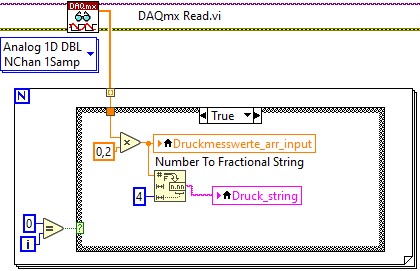 DAQmx
DAQmx Read.vi
Analog 1D DBL
NChan 1Samp
N
True
×
Druckmesswerte_arr_input
0,2
Number To Fractional String
#
n.nn
4
Druck_string
0
=
?
i